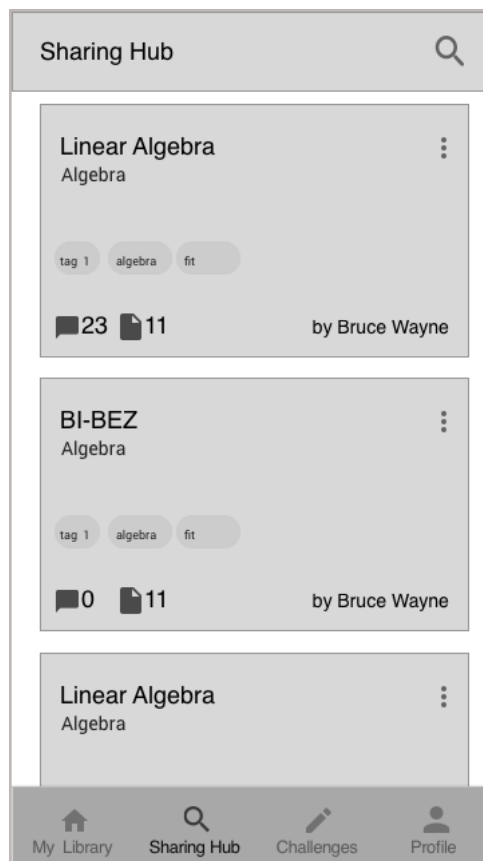 Sharing Hub
Linear Algebra
Algebra
tag 1 algebra fit
23 11 by Bruce Wayne
BI-BEZ
Algebra
tag 1 algebra fit
0 11 by Bruce Wayne
Linear Algebra
Algebra
My Library Sharing Hub Challenges Profile